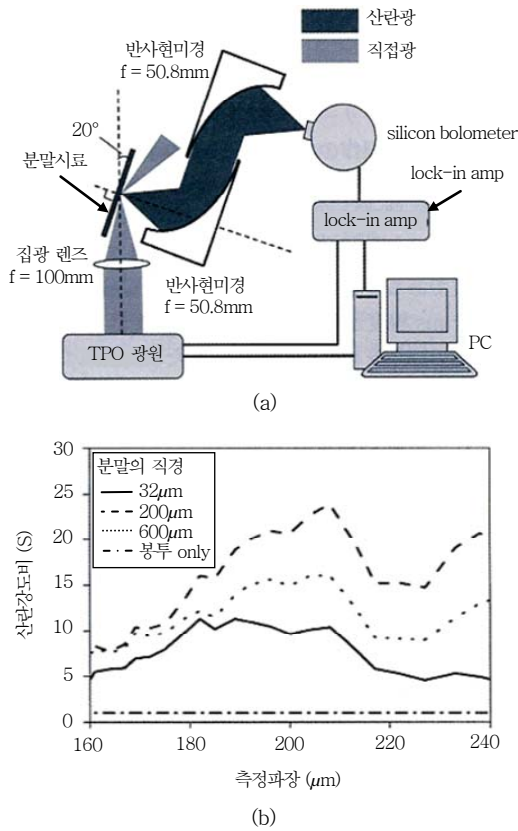 산란광
직접광
반사현미경
f = 50.8mm
20°
분말시료
silicon bolometer
lock-in amp
lock-in amp
집광 렌즈
f = 100mm
반사현미경
f = 50.8mm
TPO 광원
PC
(a)
30
25
20
15
10
5
0
산란강도비 (S)
분말의 직경
32μm
200μm
600μm
봉투 only
160
180
200
220
240
측정파장 (μm)
(b)